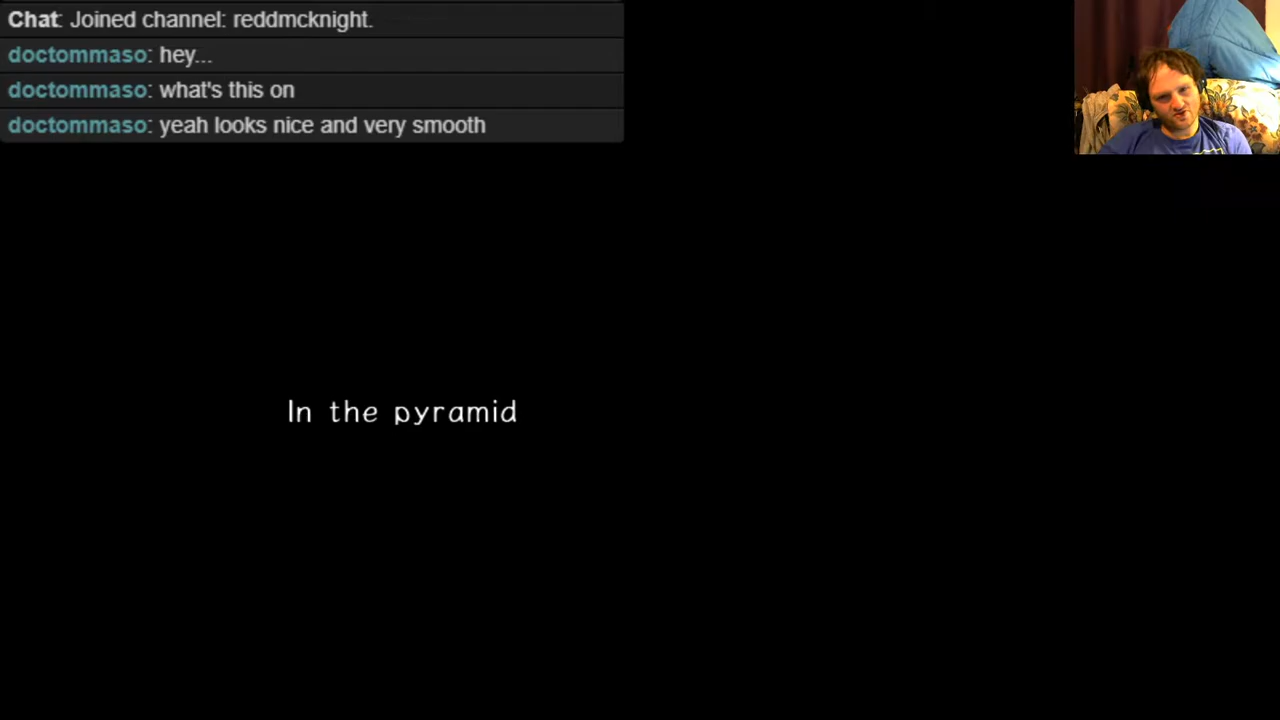 Chat: Joined channel: reddmcknight.
doctommaso: hey...
doctommaso: what's this on
doctommaso: yeah looks nice and very smooth
In the pyramid